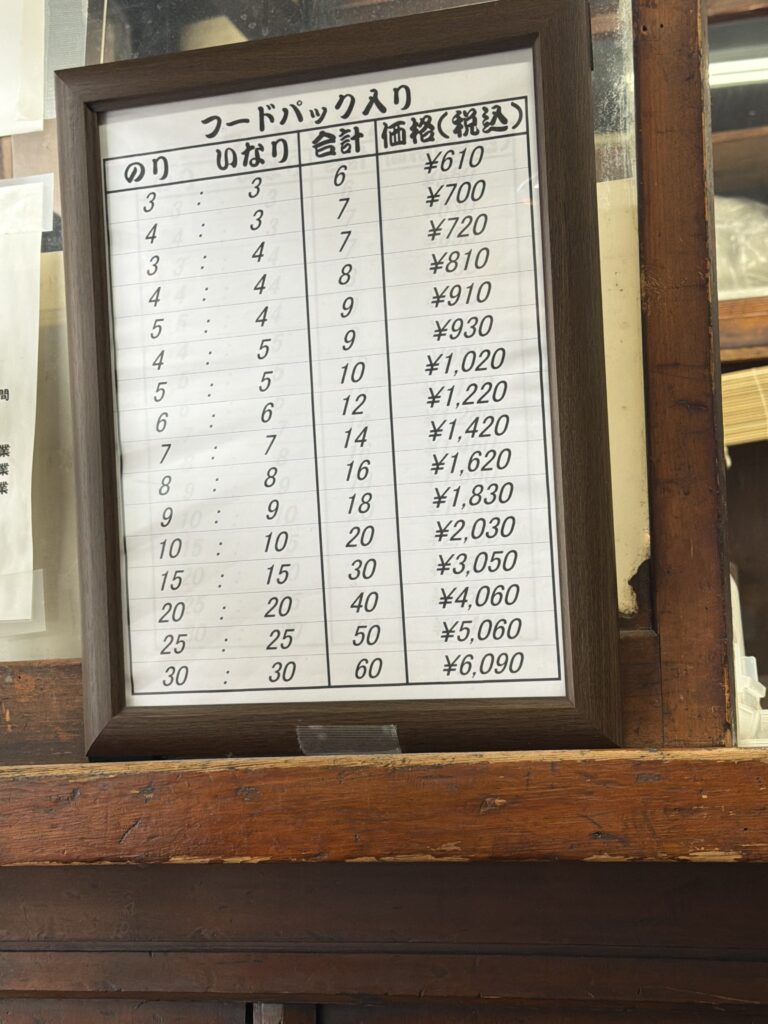 フードパック入り
のり いなり 合計 価格(税込)
3 : 3 6 ¥610
4 : 3 7 ¥700
3 : 4 7 ¥720
4 : 4 8 ¥810
5 : 4 9 ¥910
4 : 5 9 ¥930
5 : 5 10 ¥1,020
6 : 6 12 ¥1,220
7 : 7 14 ¥1,420
8 : 8 16 ¥1,620
9 : 9 18 ¥1,830
10 : 10 20 ¥2,030
15 : 15 30 ¥3,050
20 : 20 40 ¥4,060
25 : 25 50 ¥5,060
30 : 30 60 ¥6,090
間
業
業
業